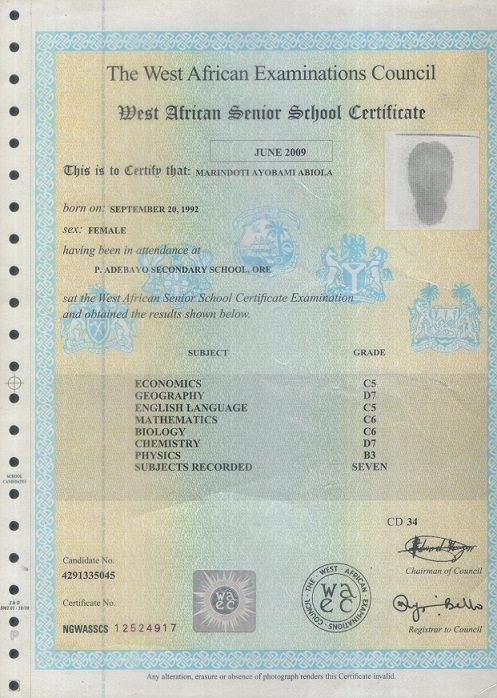 The West African Examinations Council
West African Senior School Certificate
JUNE 2009
This is to Certify that: MARINDOTI AYOBAMI ABIOLA
born on: SEPTEMBER 20, 1992
sex: FEMALE
having been in attendance at
P. ADEBAYO SECONDARY SCHOOL, ORE
sat the West African Senior School Certificate Examination
and obtained the results shown below.
SUBJECT GRADE
ECONOMICS C5
GEOGRAPHY D7
ENGLISH LANGUAGE C5
MATHEMATICS C6
BIOLOGY C6
CHEMISTRY D7
PHYSICS B3
SUBJECTS RECORDED SEVEN
SCHOOL
CANDIDATES
CD 34
Chairman of Council
Candidate No.
4291335045
Certificate No.
NGWASSCS 12524917
waec
THE WEST AFRICAN EXAMINATIONS COUNCIL
waec
Registrar to Council
Any alteration, erasure or absence of photograph renders this Certificate invalid.